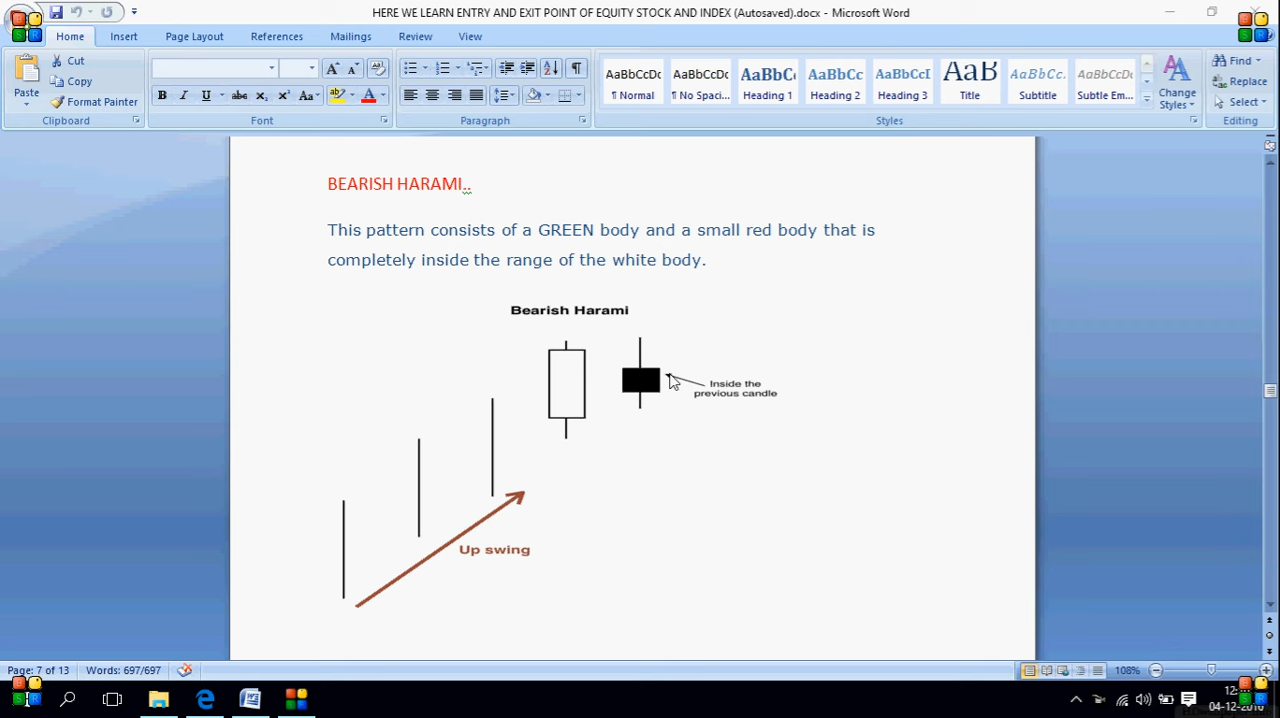 HERE WE LEARN ENTRY AND EXIT POINT OF EQUITY STOCK AND INDEX (Autosaved).docx - Microsoft Word
Home Insert Page Layout References Mailings Review View
Paste
Cut
Copy
Format Painter
Clipboard
B I U abc x₂ x² Aa A
Font
Paragraph
AaBbCcDc AaBbCcDc AaBbC AaBbCc AaBbCcI AaB AaBbCc. AaBbCcDc
¶ Normal ¶ No Spaci... Heading 1 Heading 2 Heading 3 Title Subtitle Subtle Em...
Change Styles
Styles
Find
Replace
Select
Editing
BEARISH HARAMI..
This pattern consists of a GREEN body and a small red body that is
completely inside the range of the white body.
Bearish Harami
Inside the
previous candle
Up swing
Page: 7 of 13 Words: 697/697 108%
04-12-2016